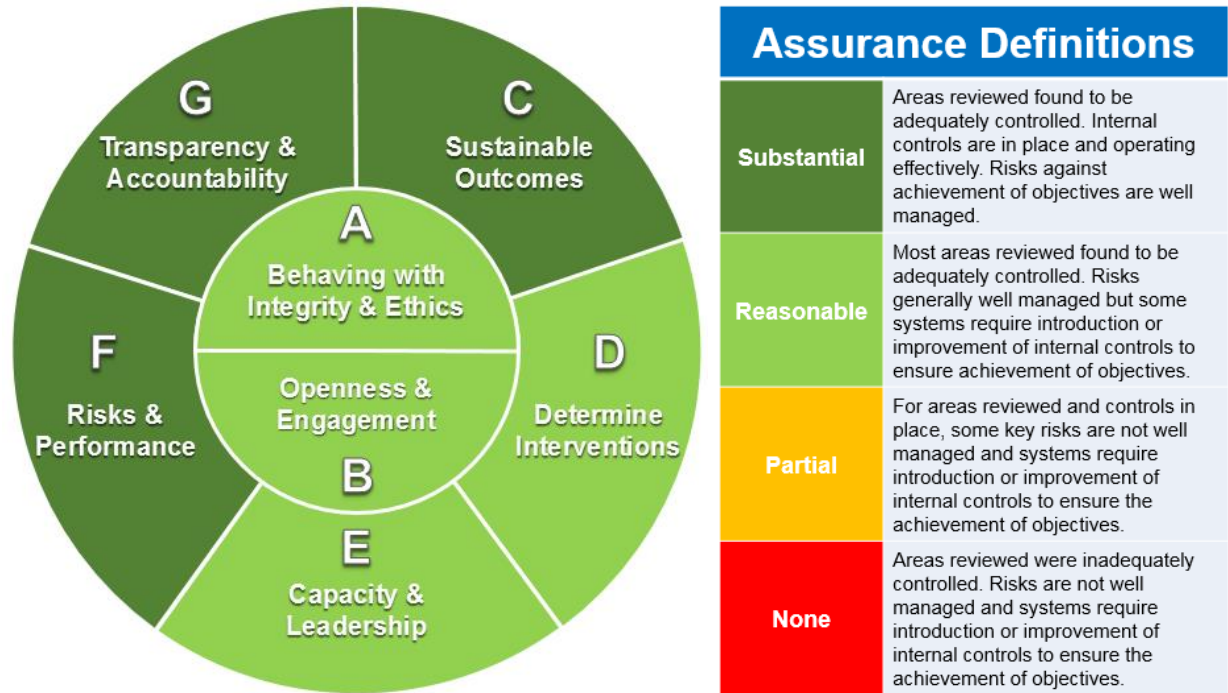 G
Transparency &
Accountability
C
Sustainable
Outcomes
A
Behaving with
Integrity & Ethics
F
Risks &
Performance
D
Determine
Interventions
Openness &
Engagement
B
E
Capacity &
Leadership
Assurance Definitions
Substantial
Areas reviewed found to be
adequately controlled. Internal
controls are in place and operating
effectively. Risks against
achievement of objectives are well
managed.
Reasonable
Most areas reviewed found to be
adequately controlled. Risks
generally well managed but some
systems require introduction or
improvement of internal controls to
ensure achievement of objectives.
Partial
For areas reviewed and controls in
place, some key risks are not well
managed and systems require
introduction or improvement of
internal controls to ensure the
achievement of objectives.
None
Areas reviewed were inadequately
controlled. Risks are not well
managed and systems require
introduction or improvement of
internal controls to ensure the
achievement of objectives.